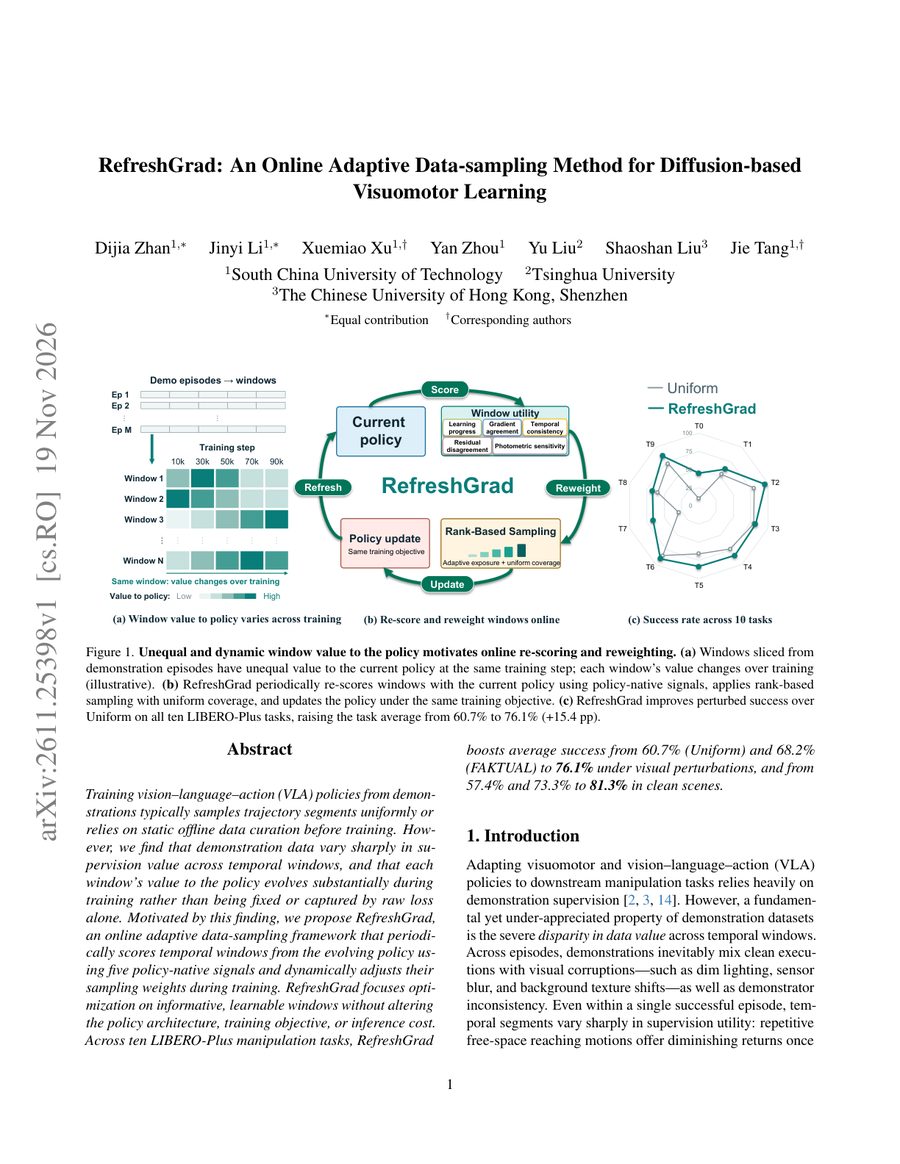 RefreshGrad: An Online Adaptive Data-sampling Method for Diffusion-based
Visuomotor Learning
Dijia Zhan1,∗ Jinyi Li1,∗ Xuemiao Xu1,† Yan Zhou1 Yu Liu2 Shaoshan Liu3 Jie Tang1,†
1South China University of Technology 2Tsinghua University
3The Chinese University of Hong Kong, Shenzhen
∗Equal contribution †Corresponding authors
arXiv:2611.25398v1 [cs.RO] 19 Nov 2026
Demo episodes → windows
Ep 1
Ep 2
⋮ ⋮
Ep M
Training step
10k 30k 50k 70k 90k
Window 1
Window 2
Window 3
⋮ ⋮ ⋮ ⋮ ⋮ ⋮
Window N
Same window: value changes over training
Value to policy: Low High
(a) Window value to policy varies across training
Score
Current
policy
Window utility
Learning
progress
Gradient
agreement
Temporal
consistency
Residual
disagreement
Photometric sensitivity
Refresh
RefreshGrad
Reweight
Policy update
Same training objective
Rank-Based Sampling
Adaptive exposure + uniform coverage
Update
(b) Re-score and reweight windows online
Uniform
RefreshGrad
T0
T1
T2
T3
T4
T5
T6
T7
T8
T9
100
75
50
25
0
(c) Success rate across 10 tasks
Figure 1. Unequal and dynamic window value to the policy motivates online re-scoring and reweighting. (a) Windows sliced from
demonstration episodes have unequal value to the current policy at the same training step; each window's value changes over training
(illustrative). (b) RefreshGrad periodically re-scores windows with the current policy using policy-native signals, applies rank-based
sampling with uniform coverage, and updates the policy under the same training objective. (c) RefreshGrad improves perturbed success over
Uniform on all ten LIBERO-Plus tasks, raising the task average from 60.7% to 76.1% (+15.4 pp).
Abstract
Training vision–language–action (VLA) policies from demon-
strations typically samples trajectory segments uniformly or
relies on static offline data curation before training. How-
ever, we find that demonstration data vary sharply in su-
pervision value across temporal windows, and that each
window's value to the policy evolves substantially during
training rather than being fixed or captured by raw loss
alone. Motivated by this finding, we propose RefreshGrad,
an online adaptive data-sampling framework that periodi-
cally scores temporal windows from the evolving policy us-
ing five policy-native signals and dynamically adjusts their
sampling weights during training. RefreshGrad focuses opti-
mization on informative, learnable windows without altering
the policy architecture, training objective, or inference cost.
Across ten LIBERO-Plus manipulation tasks, RefreshGrad
boosts average success from 60.7% (Uniform) and 68.2%
(FAKTUAL) to 76.1% under visual perturbations, and from
57.4% and 73.3% to 81.3% in clean scenes.
1. Introduction
Adapting visuomotor and vision–language–action (VLA)
policies to downstream manipulation tasks relies heavily on
demonstration supervision [2, 3, 14]. However, a fundamen-
tal yet under-appreciated property of demonstration datasets
is the severe disparity in data value across temporal windows.
Across episodes, demonstrations inevitably mix clean execu-
tions with visual corruptions—such as dim lighting, sensor
blur, and background texture shifts—as well as demonstrator
inconsistency. Even within a single successful episode, tem-
poral segments vary sharply in supervision utility: repetitive
free-space reaching motions offer diminishing returns once
1